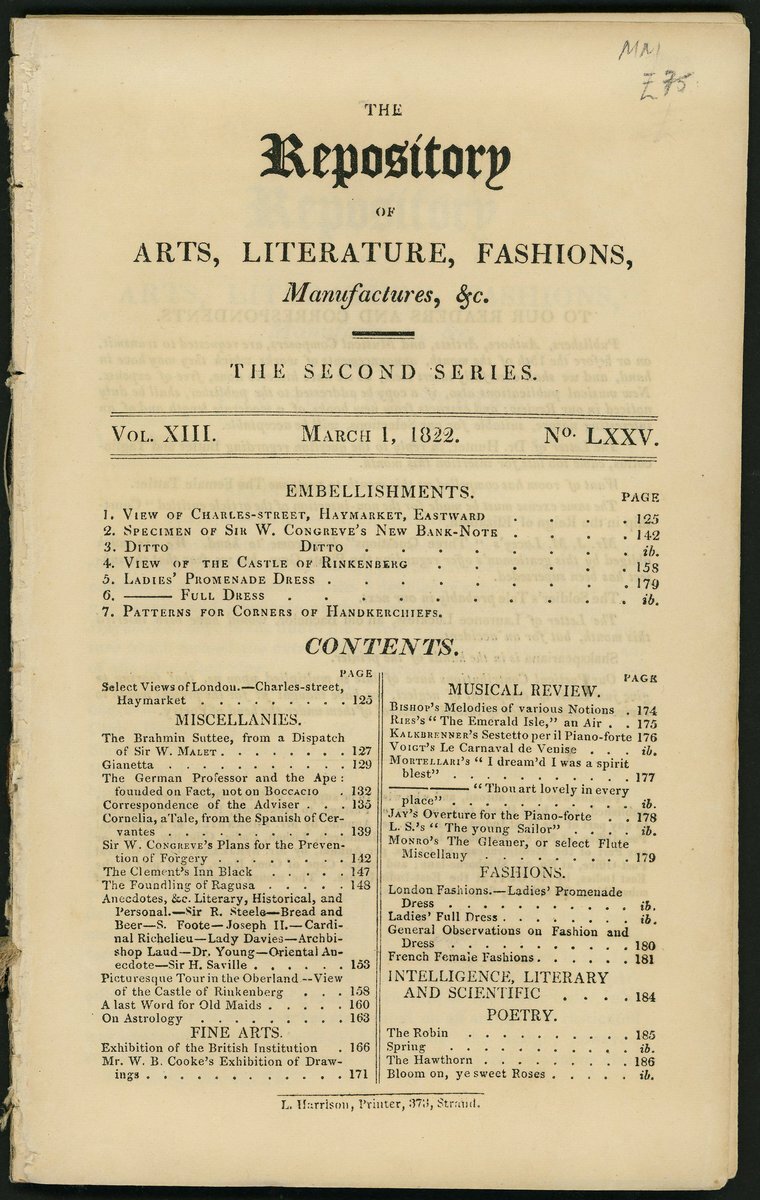 MM
£75
THE
Repository
OF
ARTS, LITERATURE, FASHIONS,
Manufactures, &c.
THE SECOND SERIES.
VOL. XIII. MARCH 1, 1822. No. LXXV.
EMBELLISHMENTS.
PAGE
1. VIEW OF CHARLES-STREET, HAYMARKET, EASTWARD . . . . 125
2. SPECIMEN OF SIR W. CONGREVE'S NEW BANK-NOTE . . . . 142
3. DITTO DITTO . . . . . . . . ib.
4. VIEW OF THE CASTLE OF RINKENBERG . . . . . . 158
5. LADIES' PROMENADE DRESS . . . . . . . . 179
6. ——— FULL DRESS . . . . . . . . . ib.
7. PATTERNS FOR CORNERS OF HANDKERCHIEFS.
CONTENTS.
PAGE
Select Views of London.—Charles-street,
Haymarket . . . . . . . . . 125
MISCELLANIES.
The Brahmin Suttee, from a Dispatch
of Sir W. MALET . . . . . . . 127
Gianetta . . . . . . . . . . 129
The German Professor and the Ape:
founded on Fact, not on BOCCACIO . 132
Correspondence of the Adviser . . . 135
Cornelia, a Tale, from the Spanish of Cer-
vantes . . . . . . . . . . 139
Sir W. CONGREVE's Plans for the Preven-
tion of Forgery . . . . . . . 142
The Clement's Inn Black . . . . . 147
The Foundling of Ragusa . . . . . 148
Anecdotes, &c. Literary, Historical, and
Personal.—Sir R. Steele—Bread and
Beer—S. Foote—Joseph II.—Cardi-
nal Richelieu—Lady Davies—Archbi-
shop Laud—Dr. Young—Oriental An-
ecdote—Sir H. Saville . . . . . . 153
Picturesque Tour in the Oberland.—View
of the Castle of Rinkenberg . . . 158
A last Word for Old Maids . . . . . 160
On Astrology . . . . . . . . . 163
FINE ARTS.
Exhibition of the British Institution . 166
Mr. W. B. COOKE's Exhibition of Draw-
ings . . . . . . . . . . . 171
PAGE
MUSICAL REVIEW.
BISHOP's Melodies of various Notions . 174
RIES's "The Emerald Isle," an Air . . 175
KALKBRENNER's Sestetto per il Piano-forte 176
VOIGT's Le Carnaval de Venise . . . ib.
MORTELLARI's "I dream'd I was a spirit
blest" . . . . . . . . . . 177
——— "Thou art lovely in every
place" . . . . . . . . . . ib.
JAY's Overture for the Piano-forte . . 178
L. S.'s "The young Sailor" . . . . ib.
MONRO's The Gleaner, or select Flute
Miscellany . . . . . . . . 179
FASHIONS.
London Fashions.—Ladies' Promenade
Dress . . . . . . . . . . ib.
Ladies' Full Dress . . . . . . . . ib.
General Observations on Fashion and
Dress . . . . . . . . . . 180
French Female Fashions . . . . . . 181
INTELLIGENCE, LITERARY
AND SCIENTIFIC . . . . 184
POETRY.
The Robin . . . . . . . . . . 185
Spring . . . . . . . . . . . ib.
The Hawthorn . . . . . . . . . 186
Bloom on, ye sweet Roses . . . . . ib.
L. Harrison, Printer, 373, Strand.